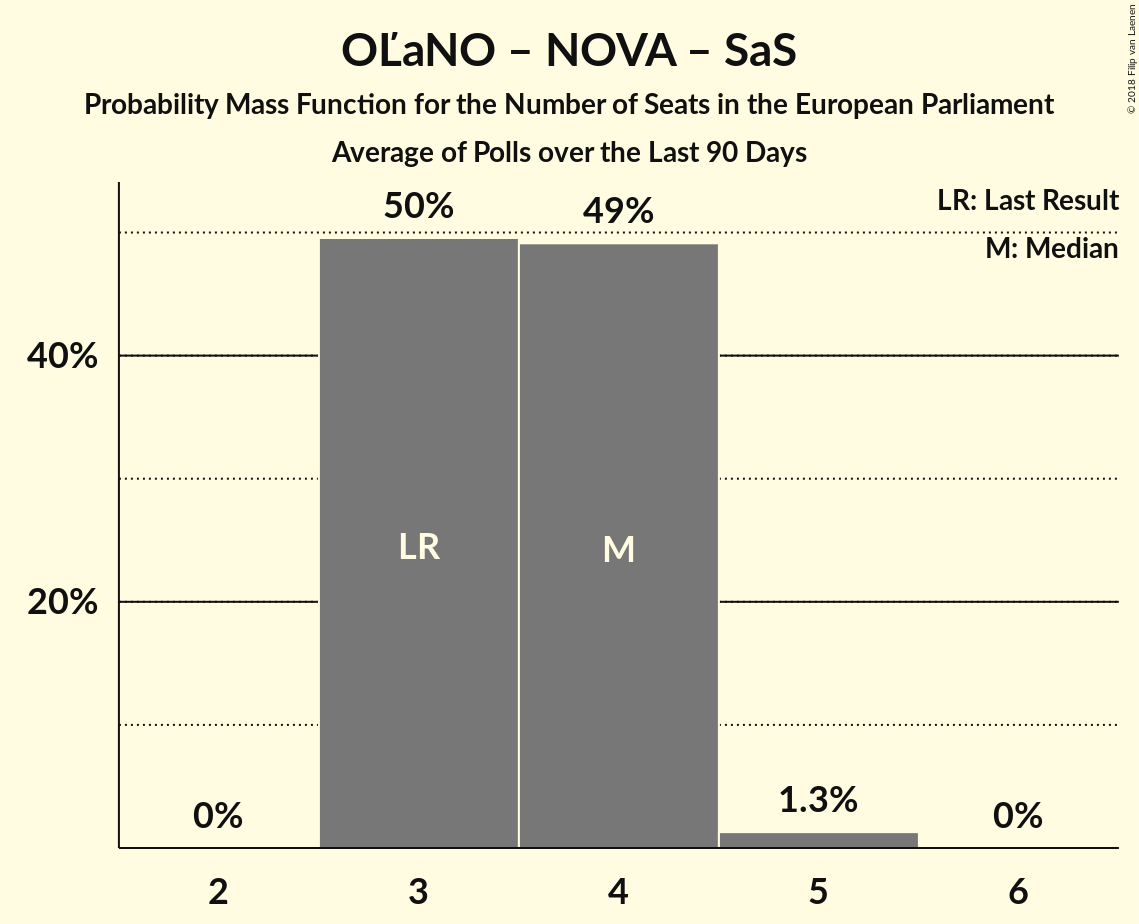 OĽaNO – NOVA – SaS
Probability Mass Function for the Number of Seats in the European Parliament
Average of Polls over the Last 90 Days
© 2018 Filip van Laenen
LR: Last Result
M: Median
50%
49%
40%
LR
M
20%
0%
1.3%
0%
2
3
4
5
6